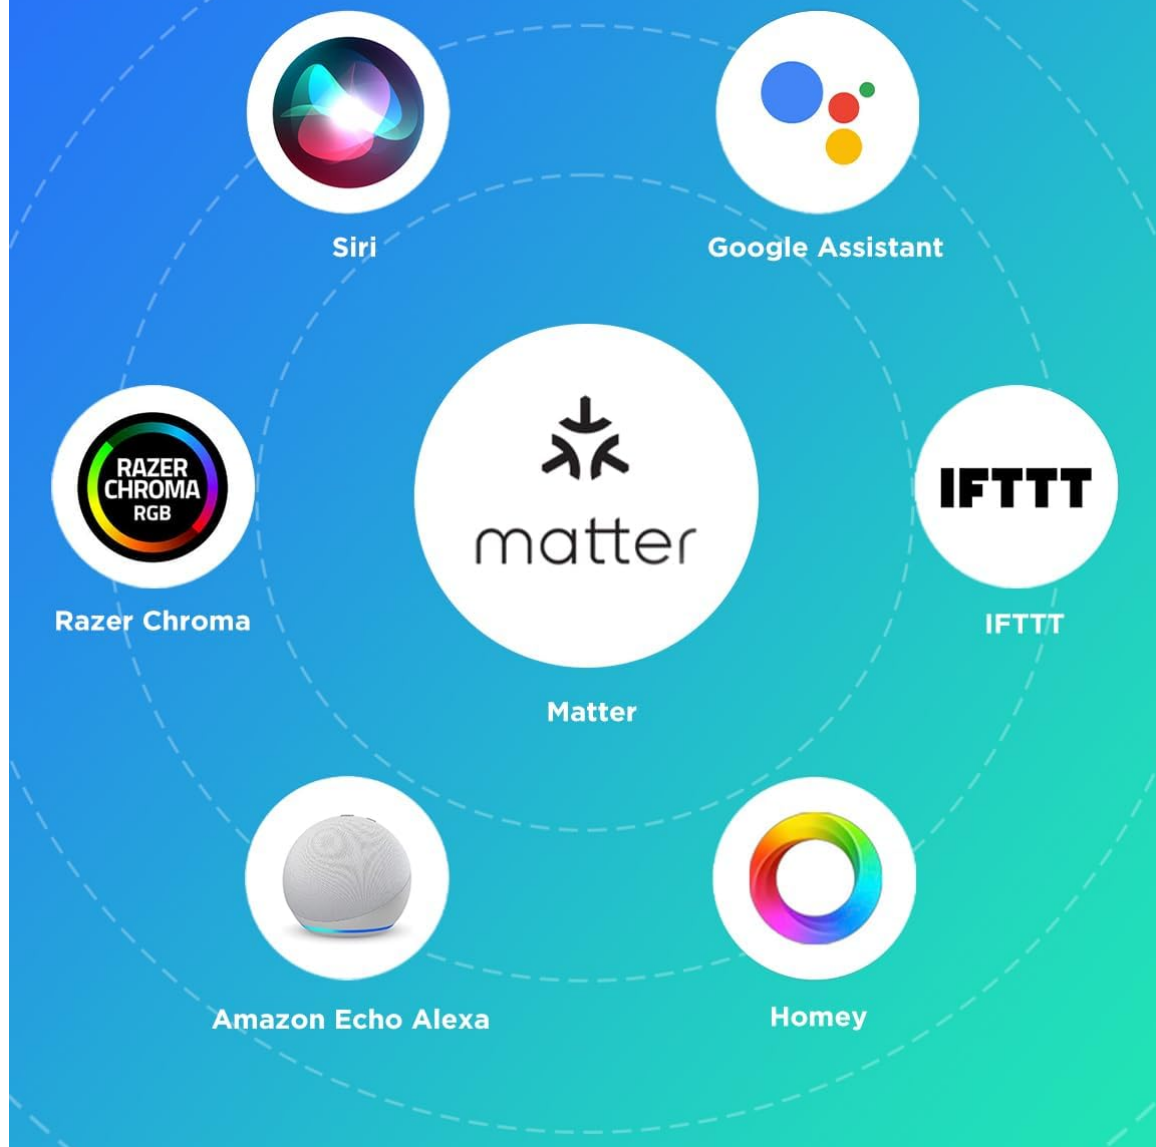 Siri
Google Assistant
RAZER
CHROMA
RGB
Razer Chroma
matter
Matter
IFTTT
IFTTT
Amazon Echo Alexa
Homey